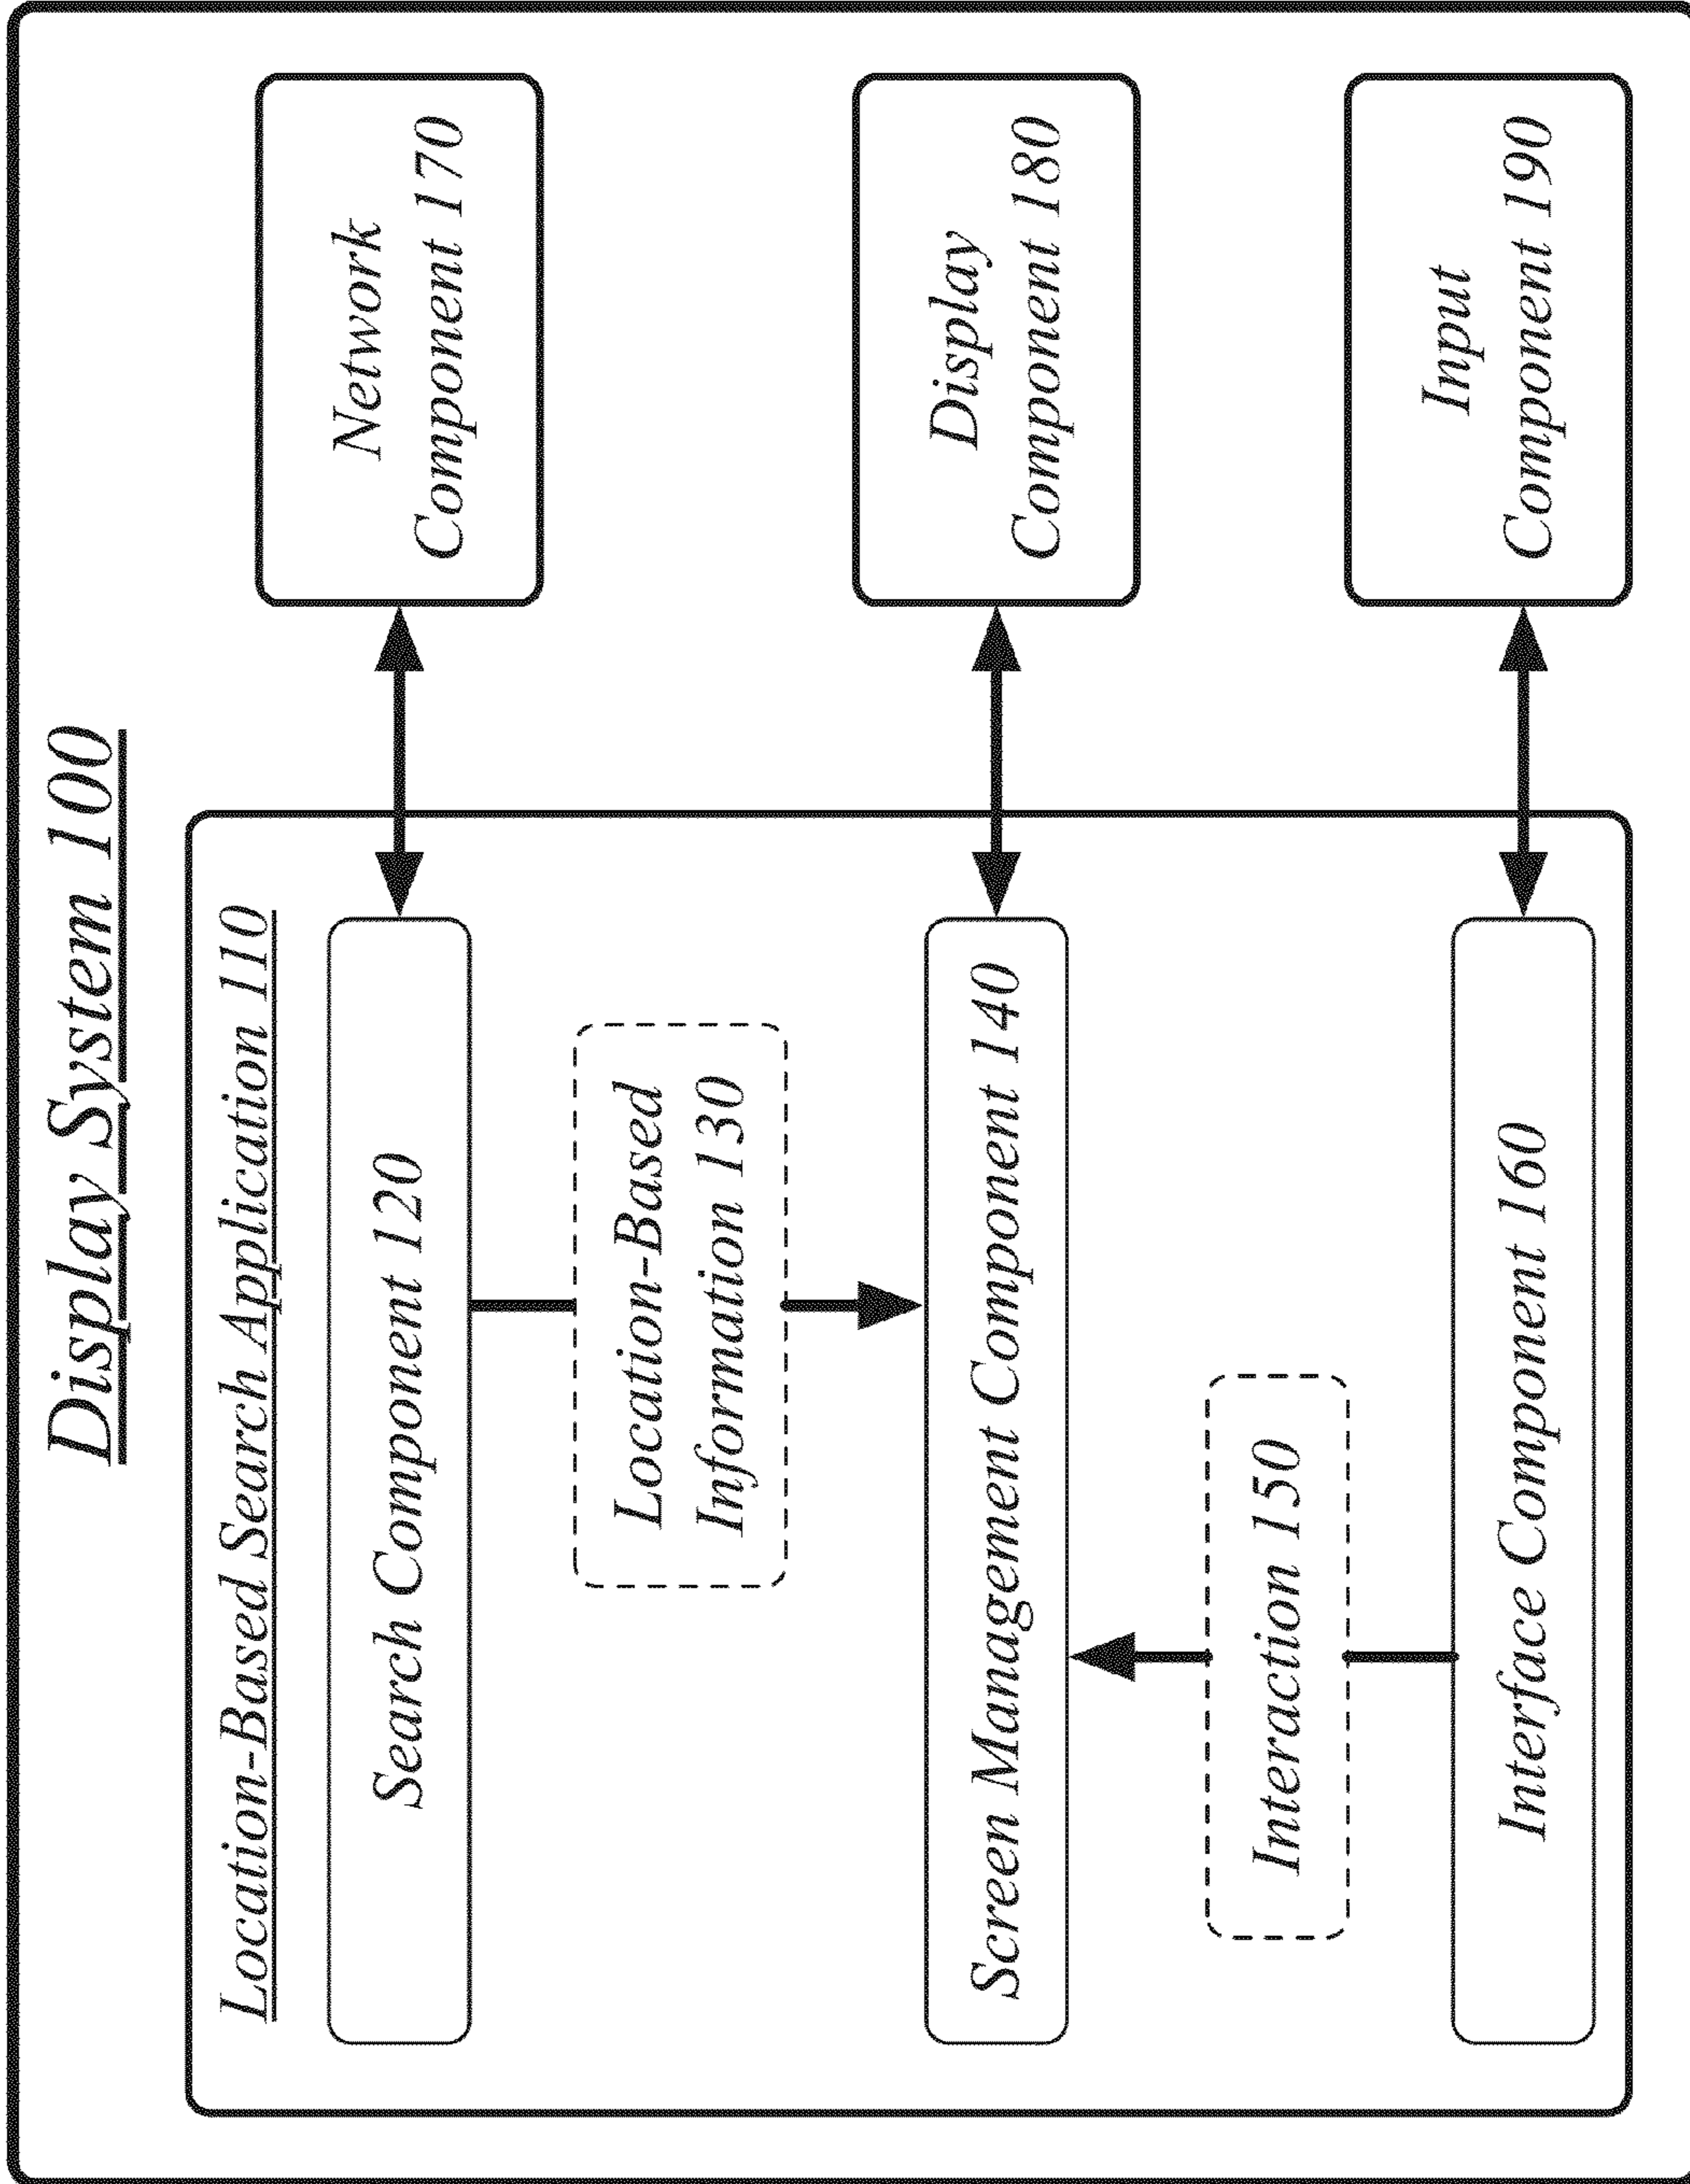 Display System 100
Location-Based Search Application 110
Search Component 120
Network
Component 170
Location-Based
Information 130
Screen Management Component 140
Display
Component 180
Interaction 150
Interface Component 160
Input
Component 190